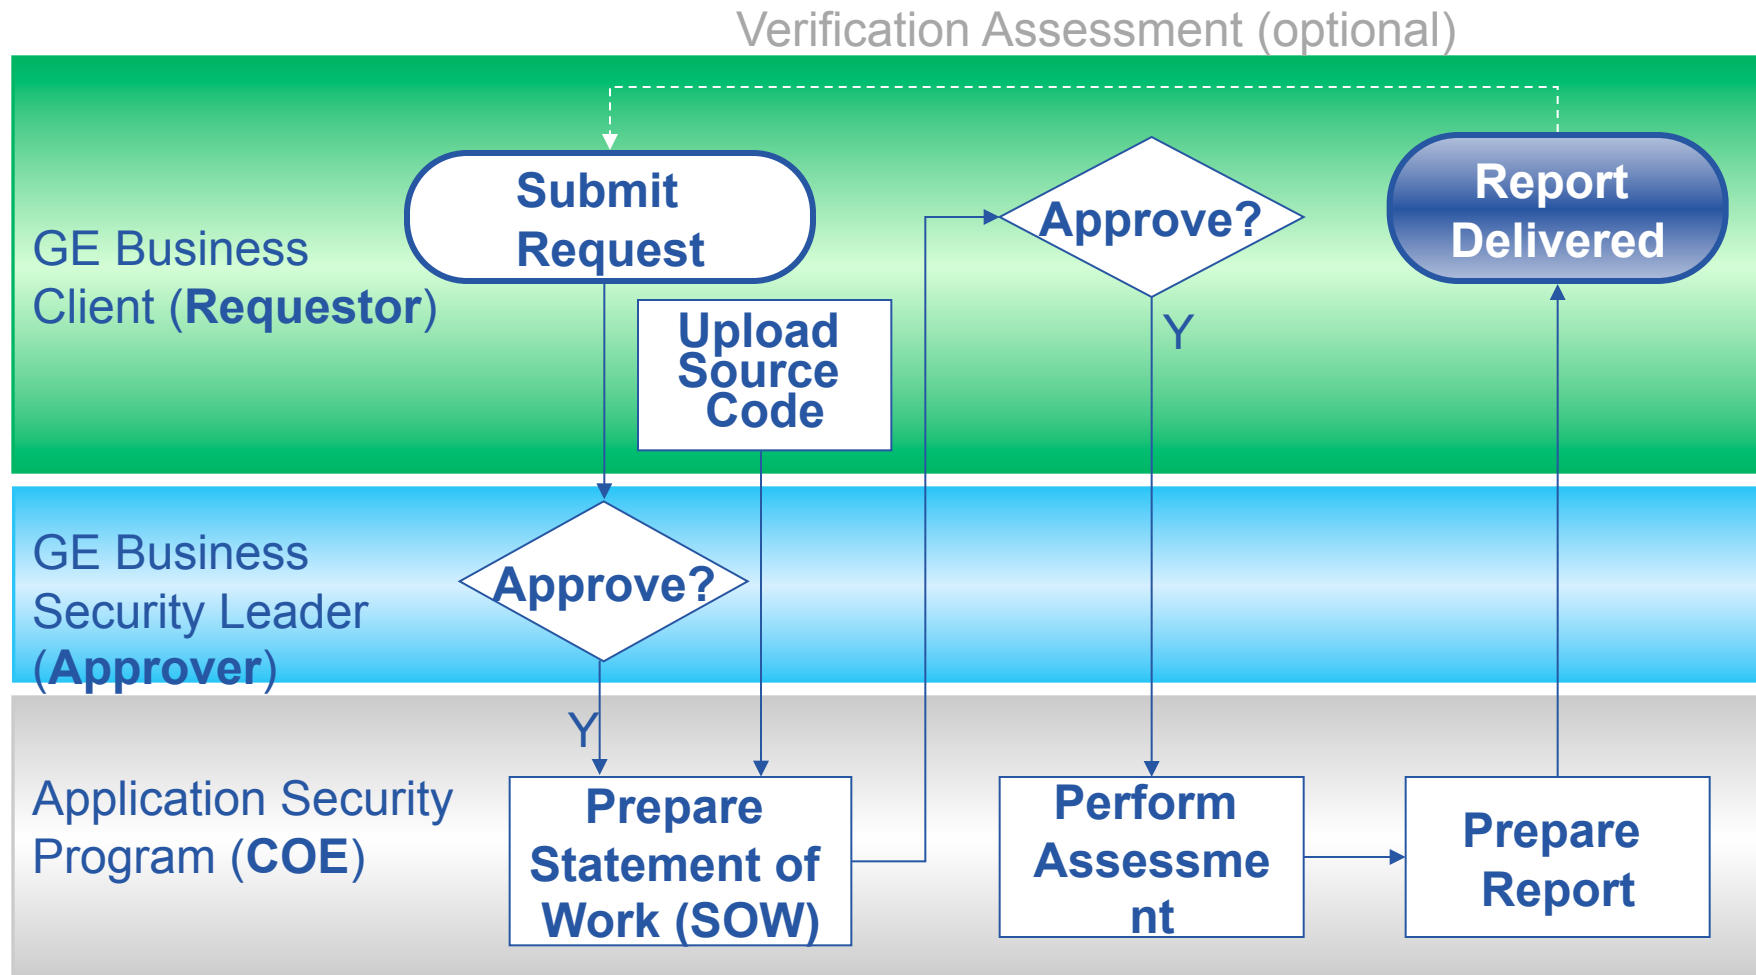 Verification Assessment (optional)
GE Business
Client (Requestor)
Submit
Request
Upload
Source
Code
Approve?
Y
Report
Delivered
GE Business
Security Leader
(Approver)
Approve?
Y
Application Security
Program (COE)
Prepare
Statement of
Work (SOW)
Perform
Assessme
nt
Prepare
Report